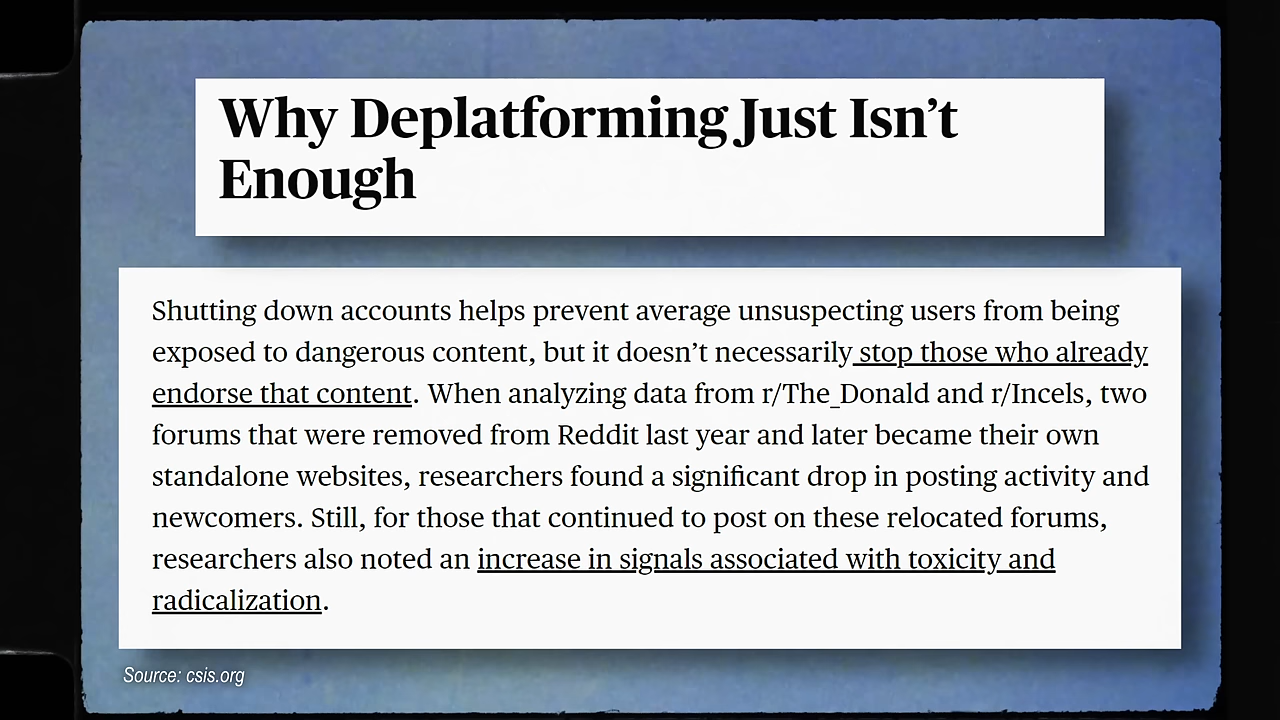 Why Deplatforming Just Isn’t
Enough
Shutting down accounts helps prevent average unsuspecting users from being
exposed to dangerous content, but it doesn’t necessarily stop those who already
endorse that content. When analyzing data from r/The_Donald and r/Incels, two
forums that were removed from Reddit last year and later became their own
standalone websites, researchers found a significant drop in posting activity and
newcomers. Still, for those that continued to post on these relocated forums,
researchers also noted an increase in signals associated with toxicity and
radicalization.
Source: csis.org